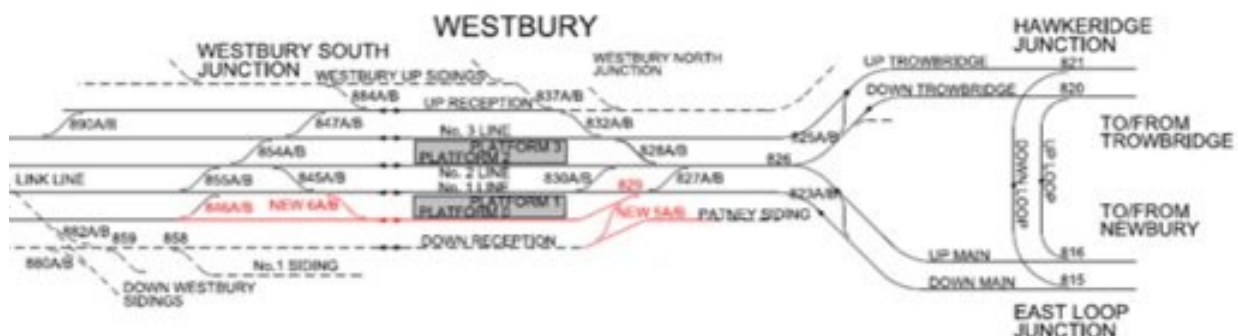 WESTBURY
HAWKERIDGE
JUNCTION
WESTBURY SOUTH
JUNCTION
WESTBURY NORTH
JUNCTION
WESTBURY UP SIDINGS
UP TROWBRIDGE
821
884A/B
837A/B
DOWN TROWBRIDGE
820
UP RECEPTION
890A/B
847A/B
832A/B
No. 3 LINE
825A/B
TO/FROM
TROWBRIDGE
854A/B
PLATFORM 3
PLATFORM 2
828A/B
826
DOWN LOOP
UP LOOP
LINK LINE
855A/B
845A/B
No. 2 LINE
830A/B
827A/B
No. 1 LINE
829
823A/B
846A/B
NEW 6A/B
PLATFORM 1
PLATFORM 0
NEW 5A/B
PATNEY SIDING
TO/FROM
NEWBURY
882A/B
859
858
DOWN RECEPTION
880A/B
No.1 SIDING
UP MAIN
816
DOWN WESTBURY
SIDINGS
DOWN MAIN
815
EAST LOOP
JUNCTION